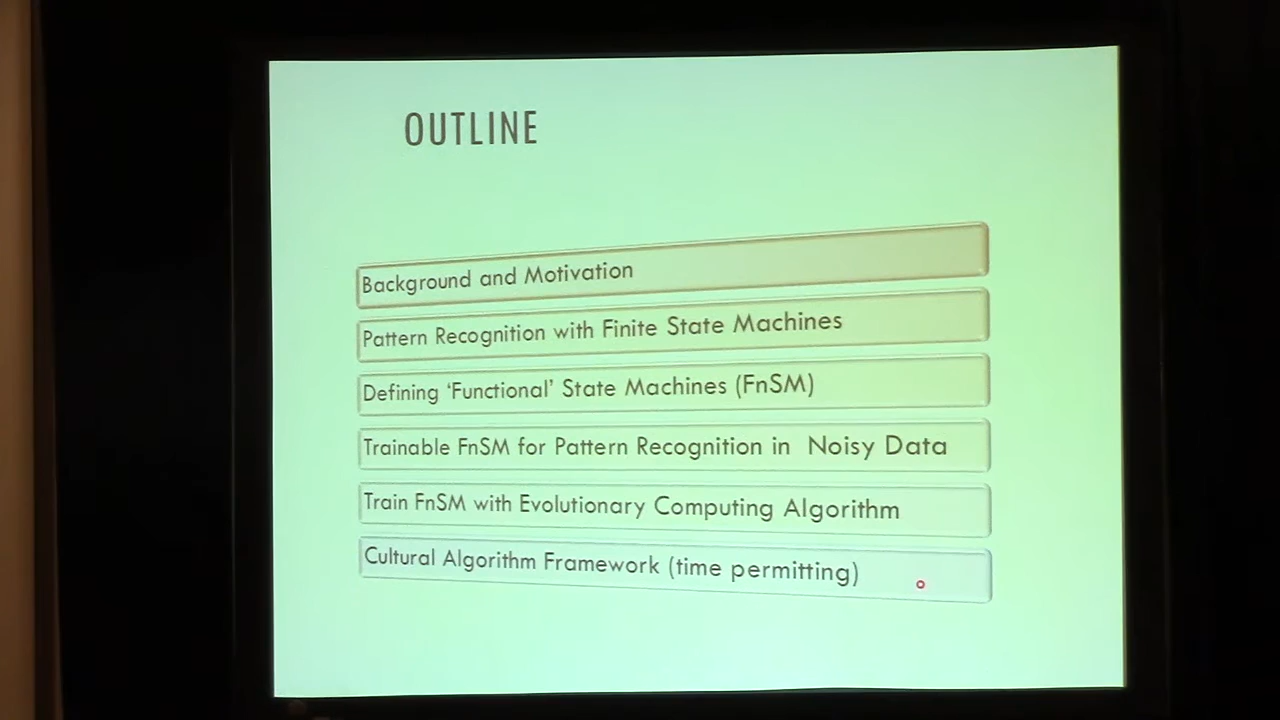 OUTLINE
Background and Motivation
Pattern Recognition with Finite State Machines
Defining ‘Functional’ State Machines (FnSM)
Trainable FnSM for Pattern Recognition in Noisy Data
Train FnSM with Evolutionary Computing Algorithm
Cultural Algorithm Framework (time permitting)